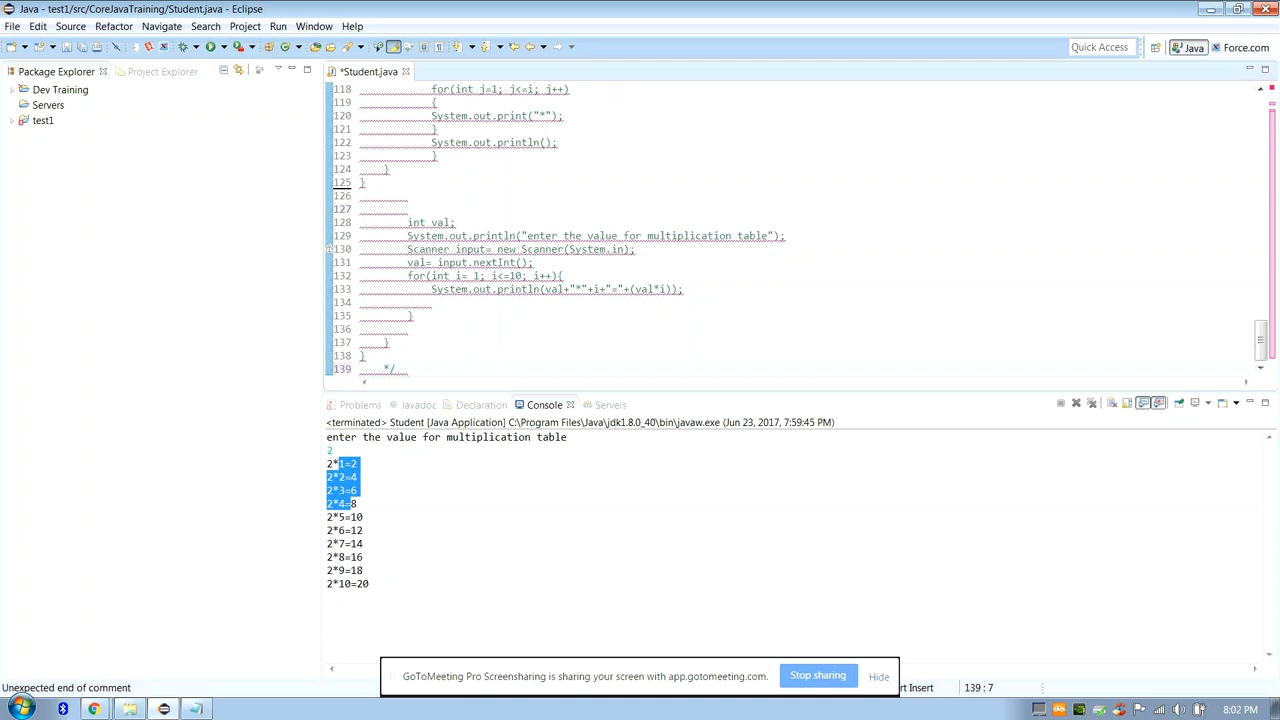 Java - test1/src/CoreJavaTraining/Student.java - Eclipse
File Edit Source Refactor Navigate Search Project Run Window Help
Quick Access Java Force.com
Package Explorer Project Explorer
*Student.java
Dev Training
Servers
test1
118 for(int j=1; j<=i; j++)
119 {
120 System.out.print("*");
121 }
122 System.out.println();
123 }
124 }
125 }
126
127
128 int val;
129 System.out.println("enter the value for multiplication table");
130 Scanner input= new Scanner(System.in);
131 val= input.nextInt();
132 for(int i= 1; i<=10; i++){
133 System.out.println(val+"*"+i+"="+(val*i));
134
135 }
136
137 }
138 }
139 */
Problems Javadoc Declaration Console Servers
<terminated> Student [Java Application] C:\Program Files\Java\jdk1.8.0_40\bin\javaw.exe (Jun 23, 2017, 7:59:45 PM)
enter the value for multiplication table
2
2*1=2
2*2=4
2*3=6
2*4=8
2*5=10
2*6=12
2*7=14
2*8=16
2*9=18
2*10=20
GoToMeeting Pro Screensharing is sharing your screen with app.gotomeeting.com. Stop sharing Hide
Unexpected end of comment
rt Insert 139 : 7
8:02 PM